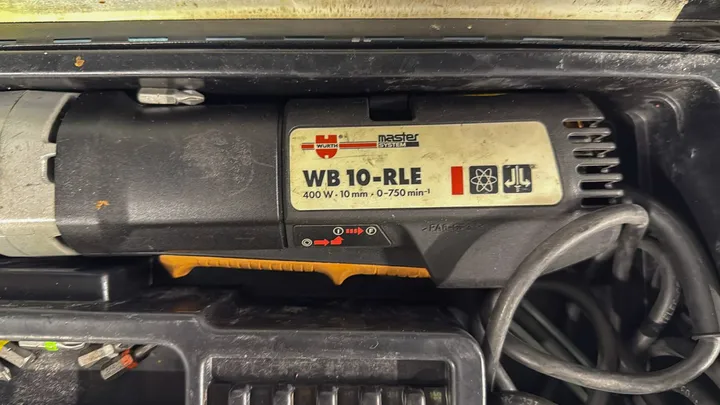 WÜRTH master
SYSTEM
WB 10-RLE
400 W · 10 mm · 0-750 min⁻¹
I F
O